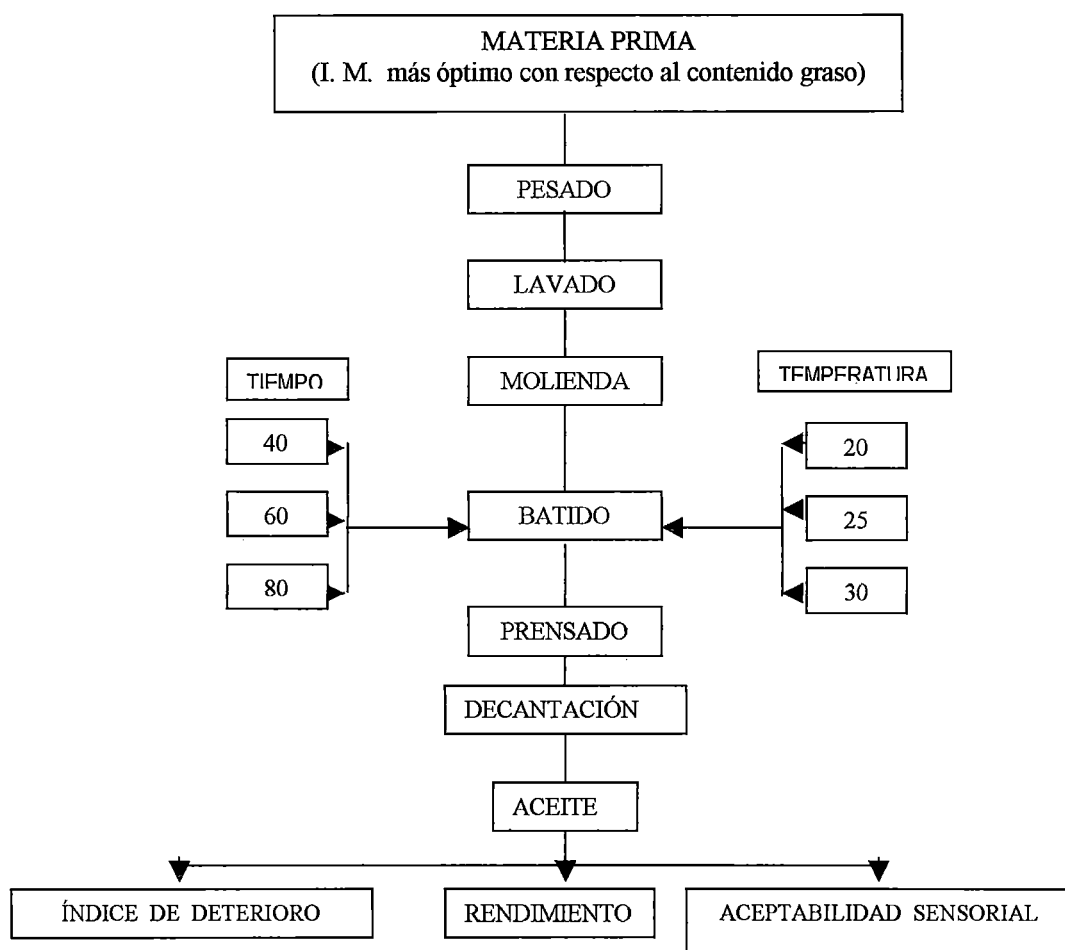 MATERIA PRIMA
(I. M. más óptimo con respecto al contenido graso)
PESADO
LAVADO
MOLIENDA
TIEMPO
TEMPERATURA
40
60
80
20
25
30
BATIDO
PRENSADO
DECANTACIÓN
ACEITE
ÍNDICE DE DETERIORO
RENDIMIENTO
ACEPTABILIDAD SENSORIAL